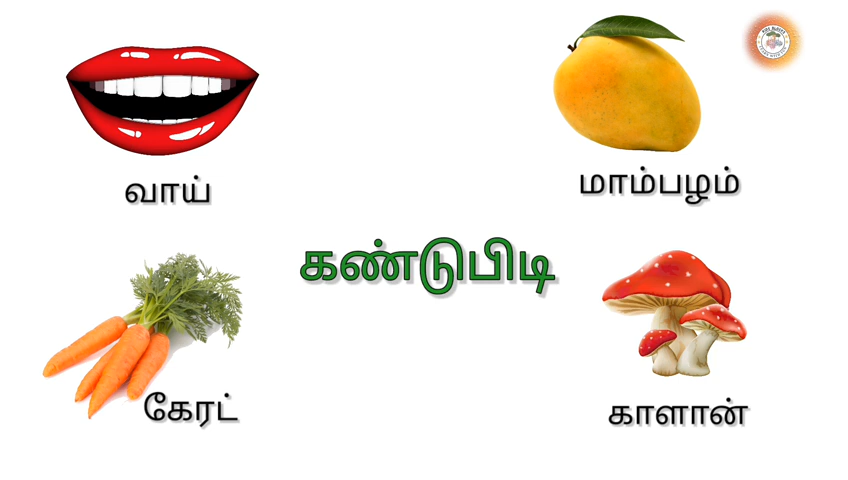 வாய்
மாம்பழம்
கண்டுபிடி
கேரட்
காளான்